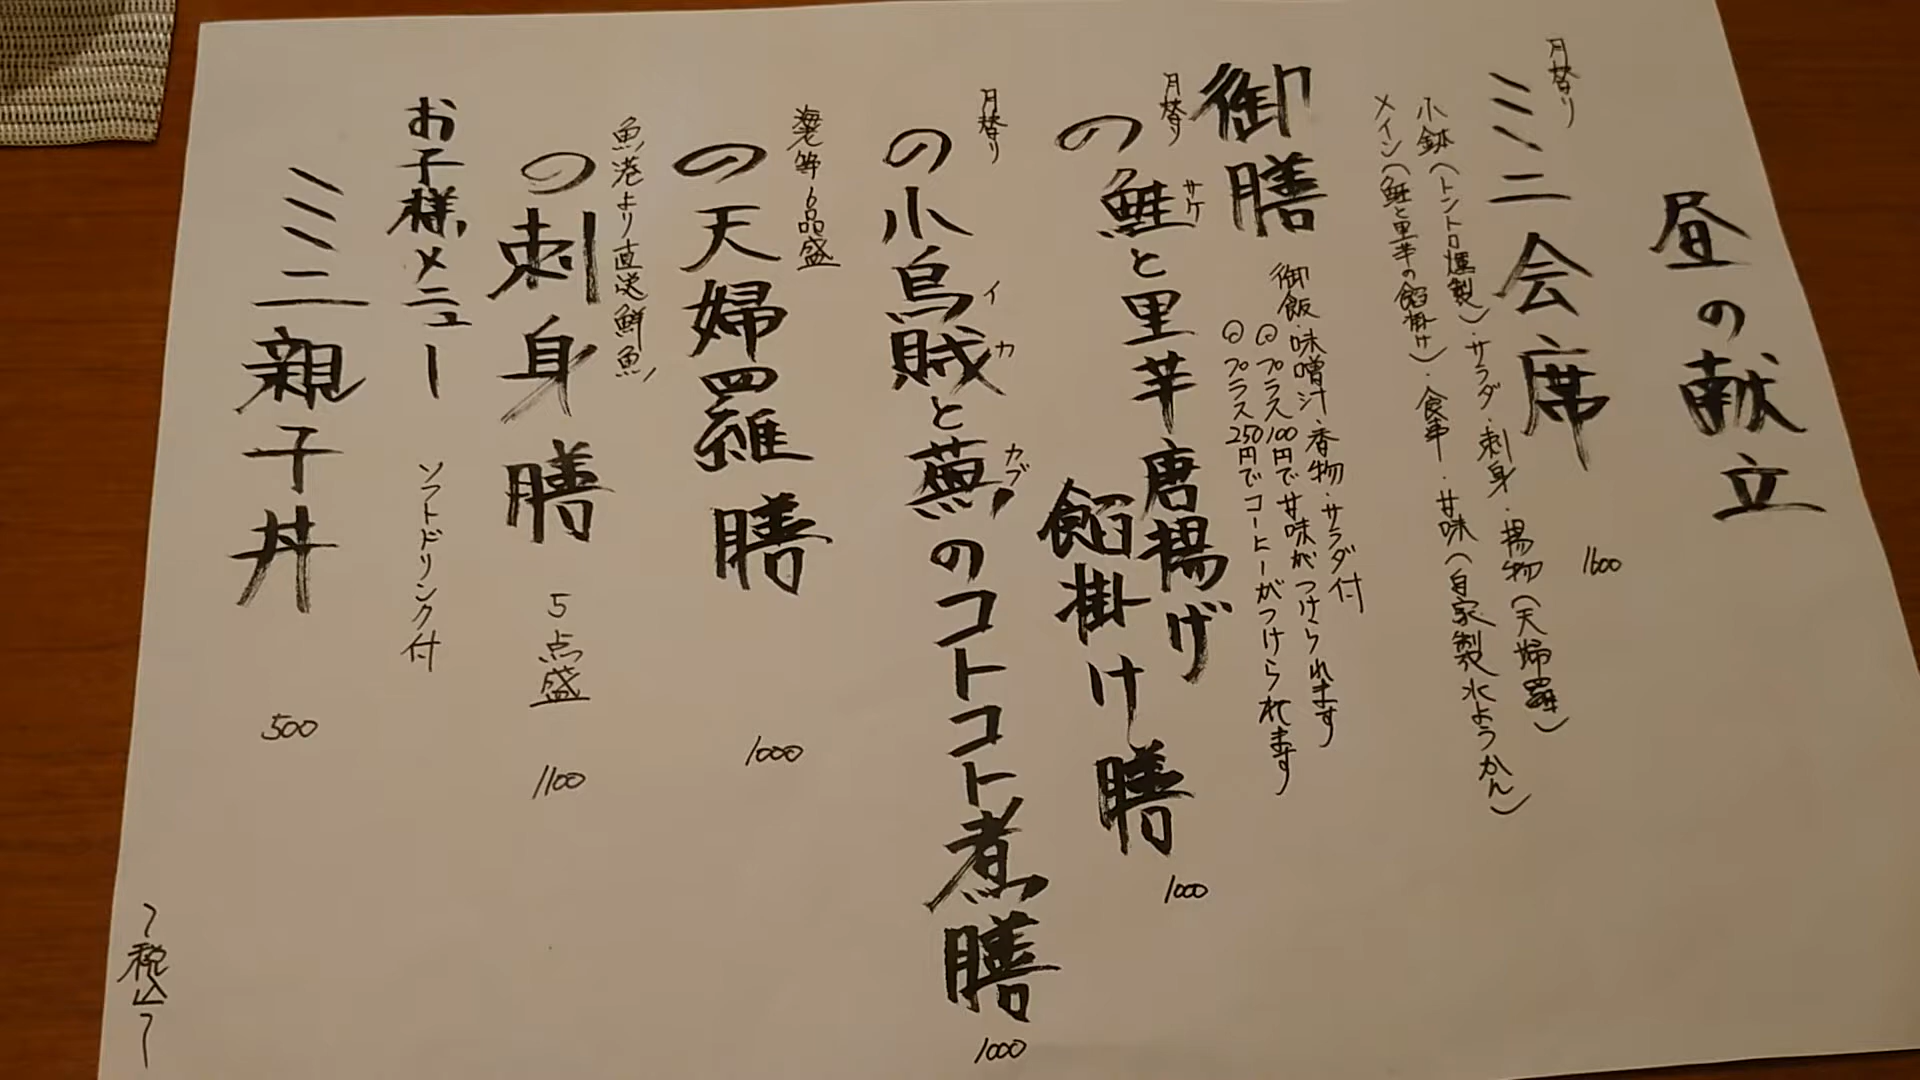 昼の献立
月替り
ミニ会席
1600
小鉢(トントロ燻製)・サラダ・刺身・揚物(天婦羅)
メイン(鮭と里芋の餡掛け)・食事・甘味(自家製水ようかん)
御膳
御飯・味噌汁・香物・サラダ付
プラス100円で甘味がつけられます
プラス250円でコーヒーがつけられます
月替り
の鮭と里芋唐揚げ
サケ
餡掛け膳
1000
月替り
の小烏賊と蕪のコトコト煮膳
イカ
カブ
1000
海老等6品盛
の天婦羅膳
1000
魚港より直送鮮魚
の刺身膳
5点盛
1100
お子様メニュー
ソフトドリンク付
ミニ親子丼
500
〜税込〜